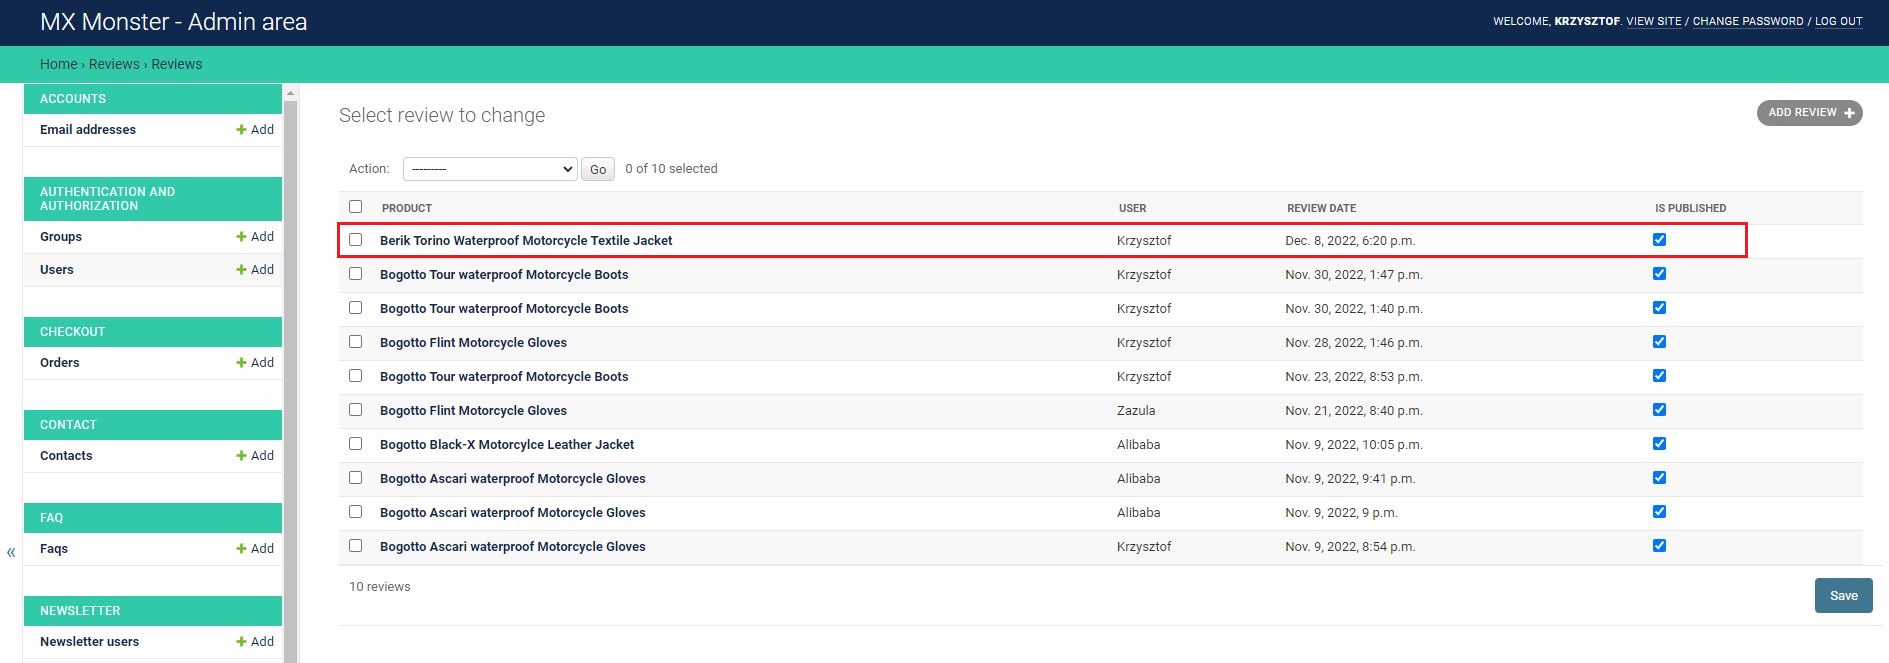 MX Monster - Admin area
WELCOME, KRZYSZTOF. VIEW SITE / CHANGE PASSWORD / LOG OUT
Home › Reviews › Reviews
ACCOUNTS
Email addresses + Add
AUTHENTICATION AND
AUTHORIZATION
Groups + Add
Users + Add
CHECKOUT
Orders + Add
CONTACT
Contacts + Add
FAQ
«
Faqs + Add
NEWSLETTER
Newsletter users + Add
Select review to change
ADD REVIEW +
Action: --------- Go 0 of 10 selected
PRODUCT USER REVIEW DATE IS PUBLISHED
Berik Torino Waterproof Motorcycle Textile Jacket Krzysztof Dec. 8, 2022, 6:20 p.m.
Bogotto Tour waterproof Motorcycle Boots Krzysztof Nov. 30, 2022, 1:47 p.m.
Bogotto Tour waterproof Motorcycle Boots Krzysztof Nov. 30, 2022, 1:40 p.m.
Bogotto Flint Motorcycle Gloves Krzysztof Nov. 28, 2022, 1:46 p.m.
Bogotto Tour waterproof Motorcycle Boots Krzysztof Nov. 23, 2022, 8:53 p.m.
Bogotto Flint Motorcycle Gloves Zazula Nov. 21, 2022, 8:40 p.m.
Bogotto Black-X Motorcylce Leather Jacket Alibaba Nov. 9, 2022, 10:05 p.m.
Bogotto Ascari waterproof Motorcycle Gloves Alibaba Nov. 9, 2022, 9:41 p.m.
Bogotto Ascari waterproof Motorcycle Gloves Alibaba Nov. 9, 2022, 9 p.m.
Bogotto Ascari waterproof Motorcycle Gloves Krzysztof Nov. 9, 2022, 8:54 p.m.
10 reviews
Save